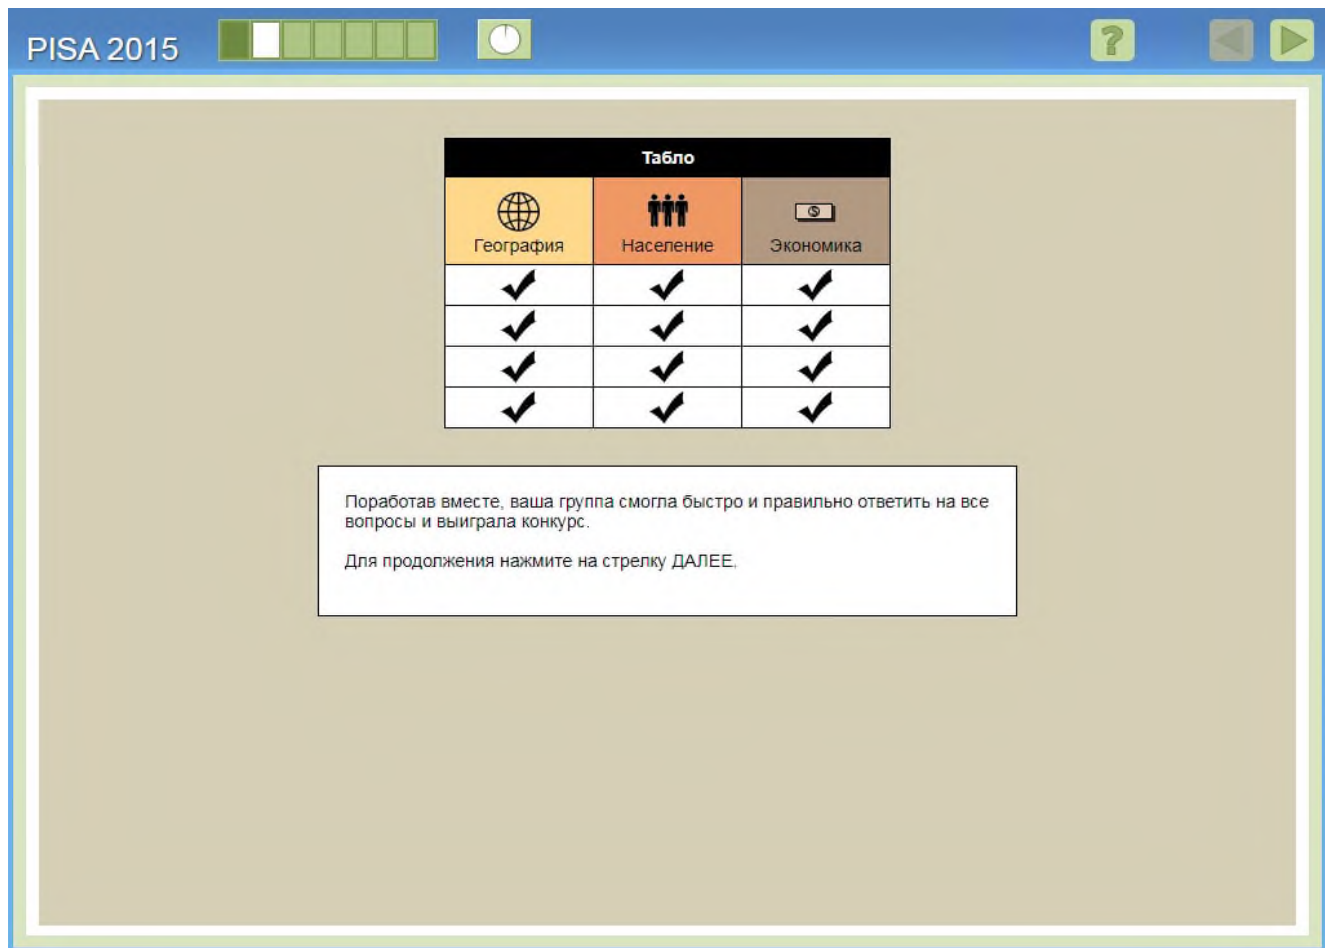 PISA 2015
?
Табло
География Население Экономика
Поработав вместе, ваша группа смогла быстро и правильно ответить на все
вопросы и выиграла конкурс.
Для продолжения нажмите на стрелку ДАЛЕЕ.